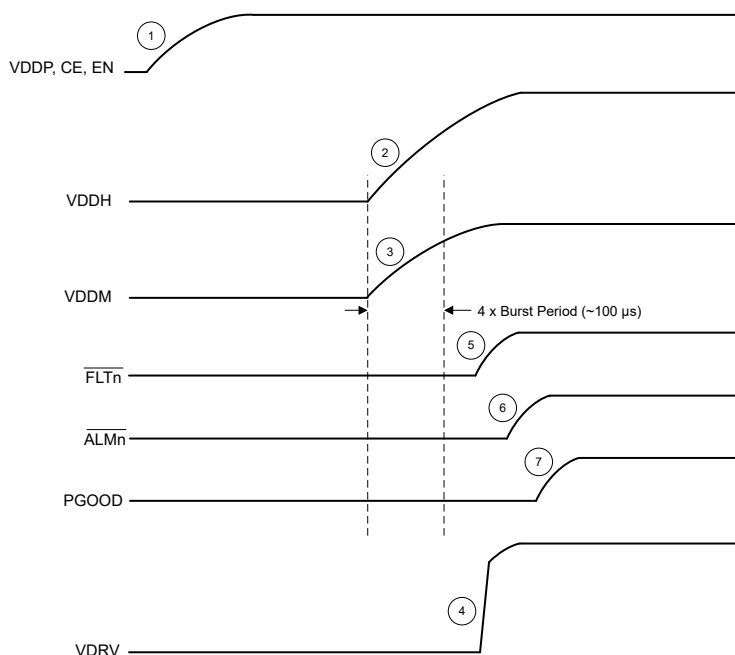 1
VDDP, CE, EN
2
VDDH
3
VDDM
4 x Burst Period (~100 µs)
5
FLTn
6
ALMn
7
PGOOD
4
VDRV